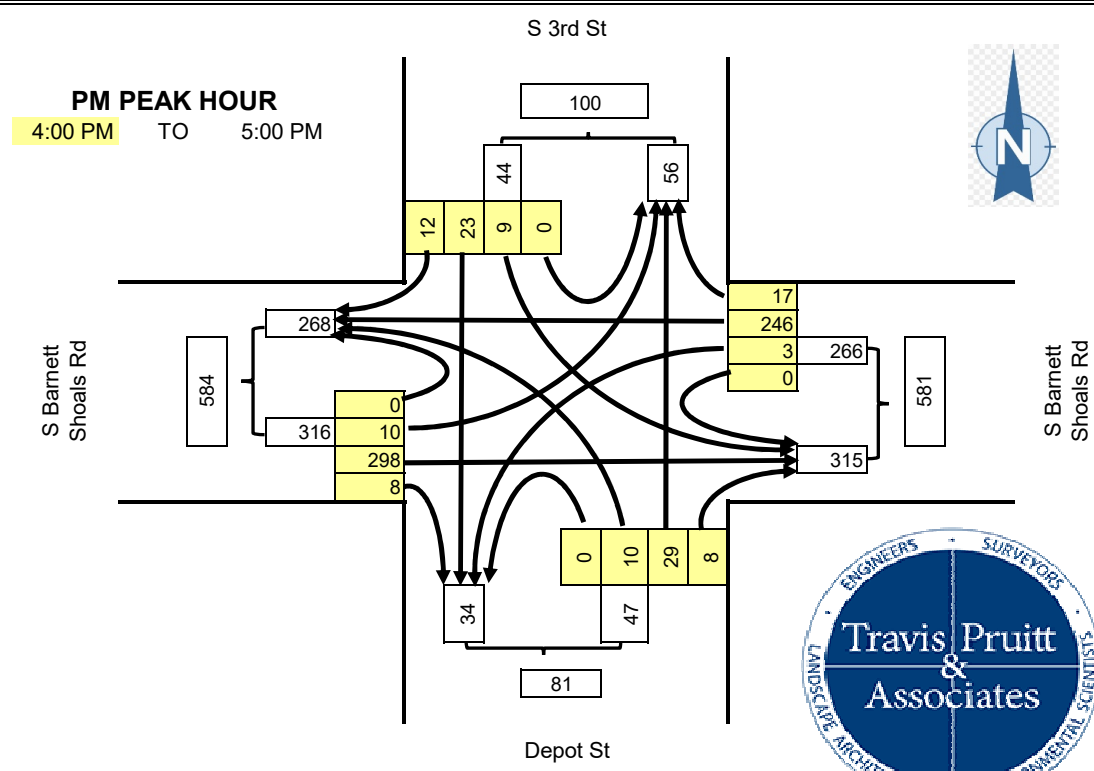 S 3rd St
PM PEAK HOUR
4:00 PM TO 5:00 PM
100
N
44
56
12
23
9
0
17
246
3
266
0
268
584
581
S Barnett
Shoals Rd
S Barnett
Shoals Rd
0
316
10
298
8
315
0
10
29
8
34
47
81
Depot St
ENGINEERS · SURVEYORS ·
Travis Pruitt
&
Associates
LANDSCAPE